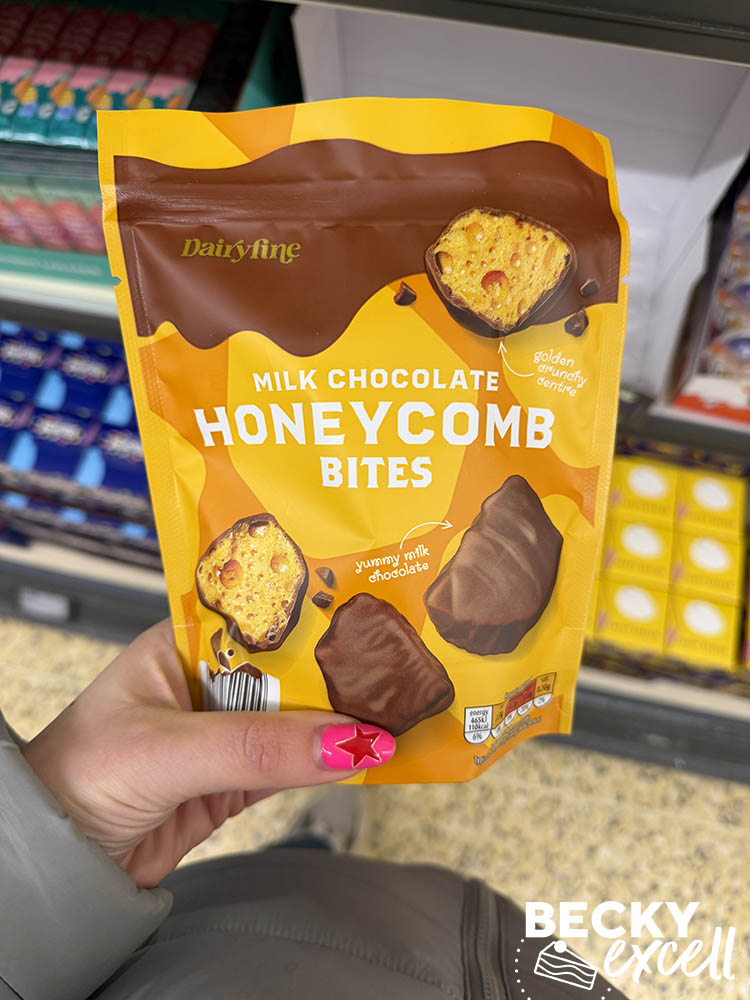 Dairyfine
golden
crunchy
centre
MILK CHOCOLATE
HONEYCOMB
BITES
yummy milk
chocolate
energy
465kJ
110kcal
6%
BECKY
excell